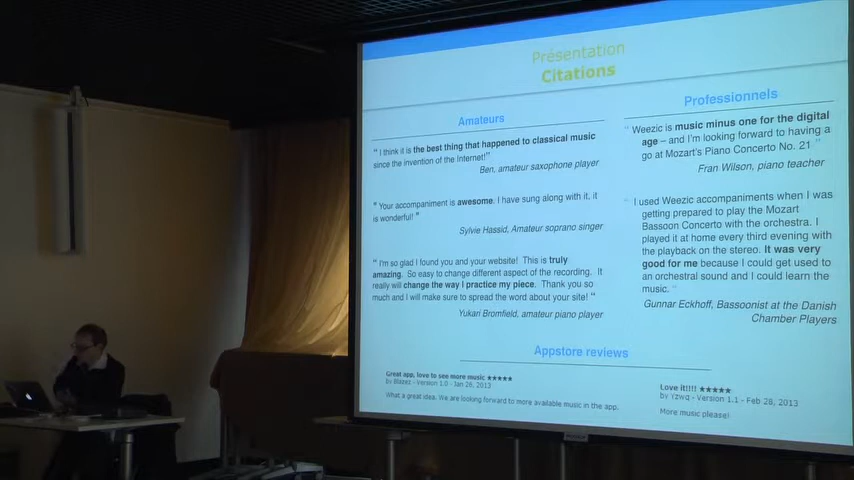 Présentation
Citations
Amateurs
" I think it is the best thing that happened to classical music
since the invention of the Internet!"
Ben, amateur saxophone player
" Your accompaniment is awesome. I have sung along with it, it
is wonderful! "
Sylvie Hassid, Amateur soprano singer
" I'm so glad I found you and your website! This is truly
amazing. So easy to change different aspect of the recording. It
really will change the way I practice my piece. Thank you so
much and I will make sure to spread the word about your site! "
Yukari Bromfield, amateur piano player
Professionnels
" Weezic is music minus one for the digital
age – and I'm looking forward to having a
go at Mozart's Piano Concerto No. 21 "
Fran Wilson, piano teacher
" I used Weezic accompaniments when I was
getting prepared to play the Mozart
Bassoon Concerto with the orchestra. I
played it at home every third evening with
the playback on the stereo. It was very
good for me because I could get used to
an orchestral sound and I could learn the
music. "
Gunnar Eckhoff, Bassoonist at the Danish
Chamber Players
Appstore reviews
Great app, love to see more music ★★★★★
by Blazez - Version 1.0 - Jan 26, 2013
What a great idea. We are looking forward to more available music in the app.
Love it!!!! ★★★★★
by Yzwq - Version 1.1 - Feb 28, 2013
More music please!